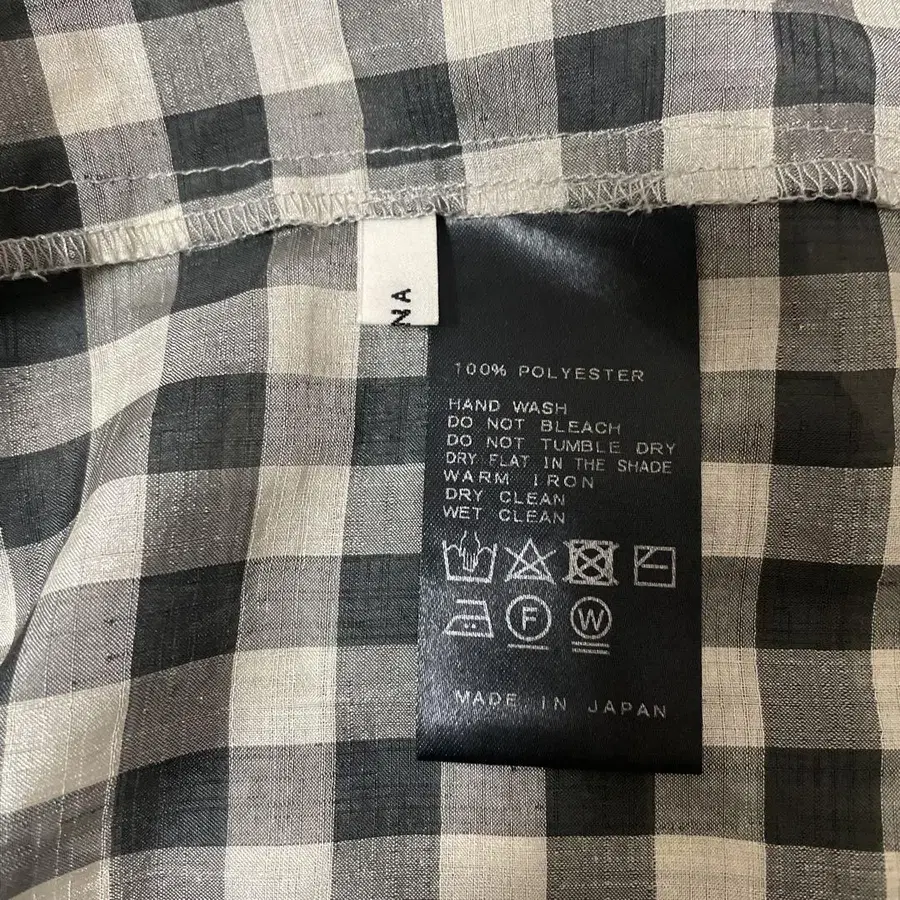 NA
100% POLYESTER
HAND WASH
DO NOT BLEACH
DO NOT TUMBLE DRY
DRY FLAT IN THE SHADE
WARM IRON
DRY CLEAN
WET CLEAN
F W
MADE IN JAPAN